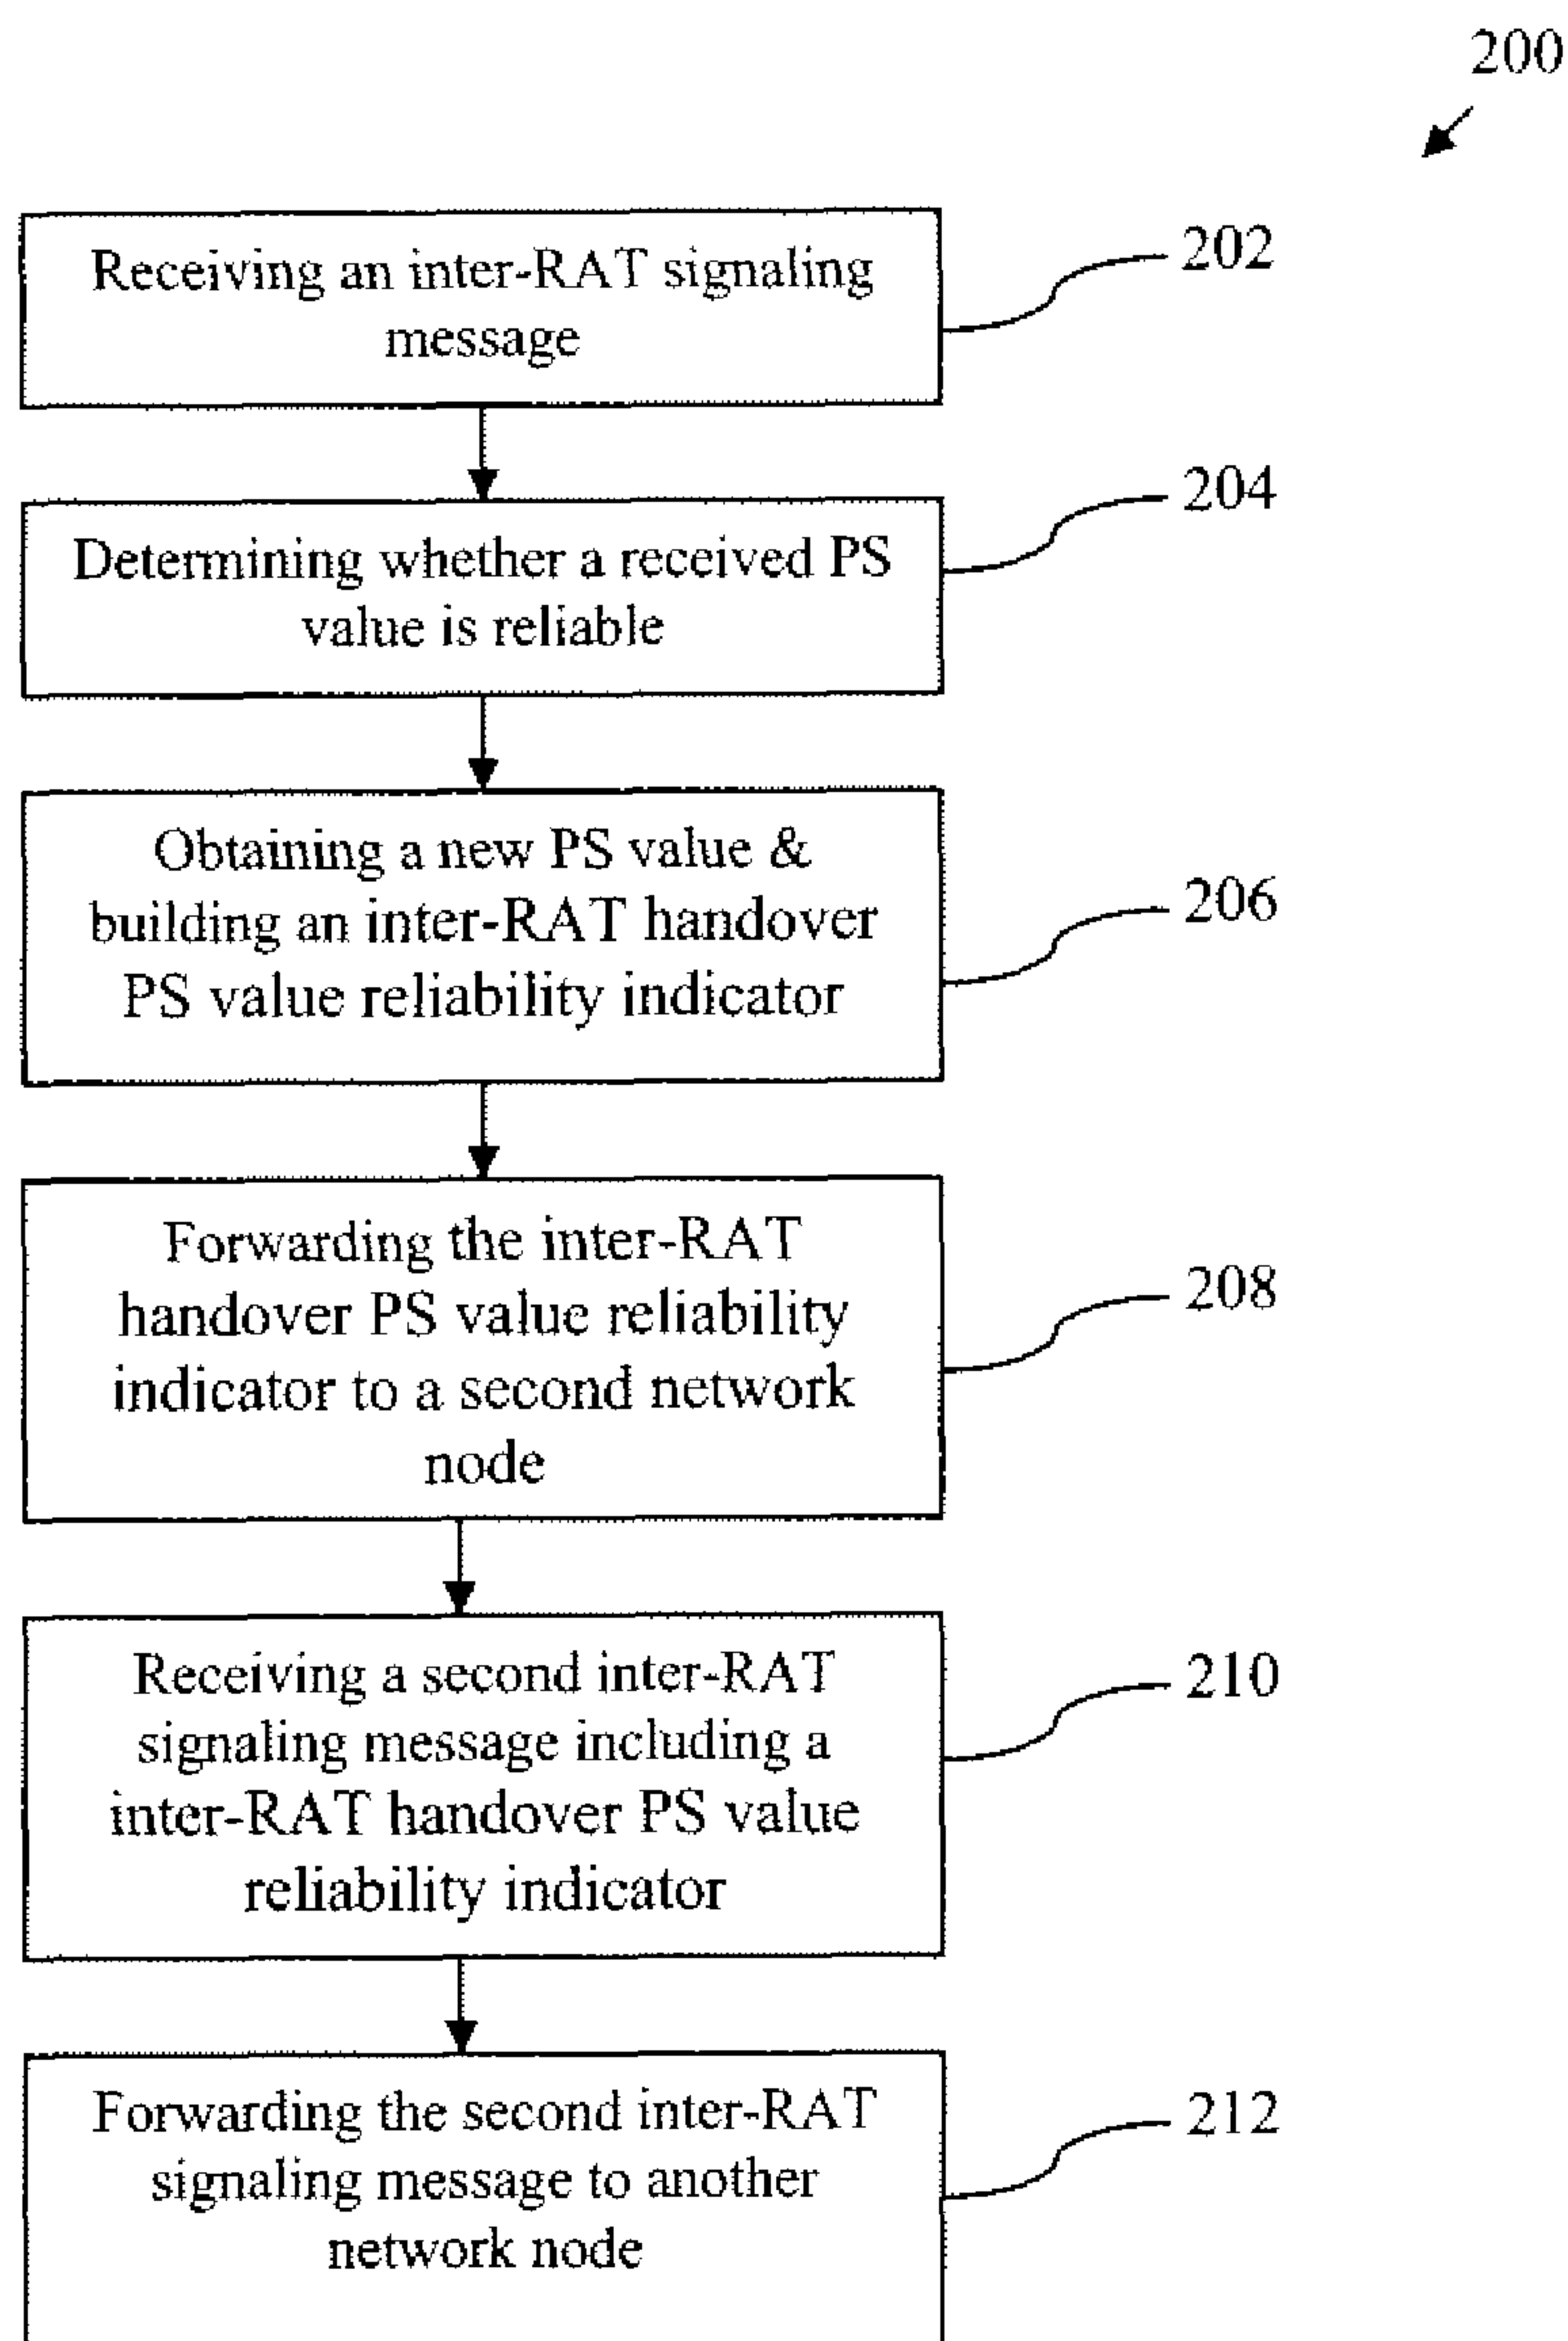 200
Receiving an inter-RAT signaling
message
202
Determining whether a received PS
value is reliable
204
Obtaining a new PS value &
building an inter-RAT handover
PS value reliability indicator
206
Forwarding the inter-RAT
handover PS value reliability
indicator to a second network
node
208
Receiving a second inter-RAT
signaling message including a
inter-RAT handover PS value
reliability indicator
210
Forwarding the second inter-RAT
signaling message to another
network node
212